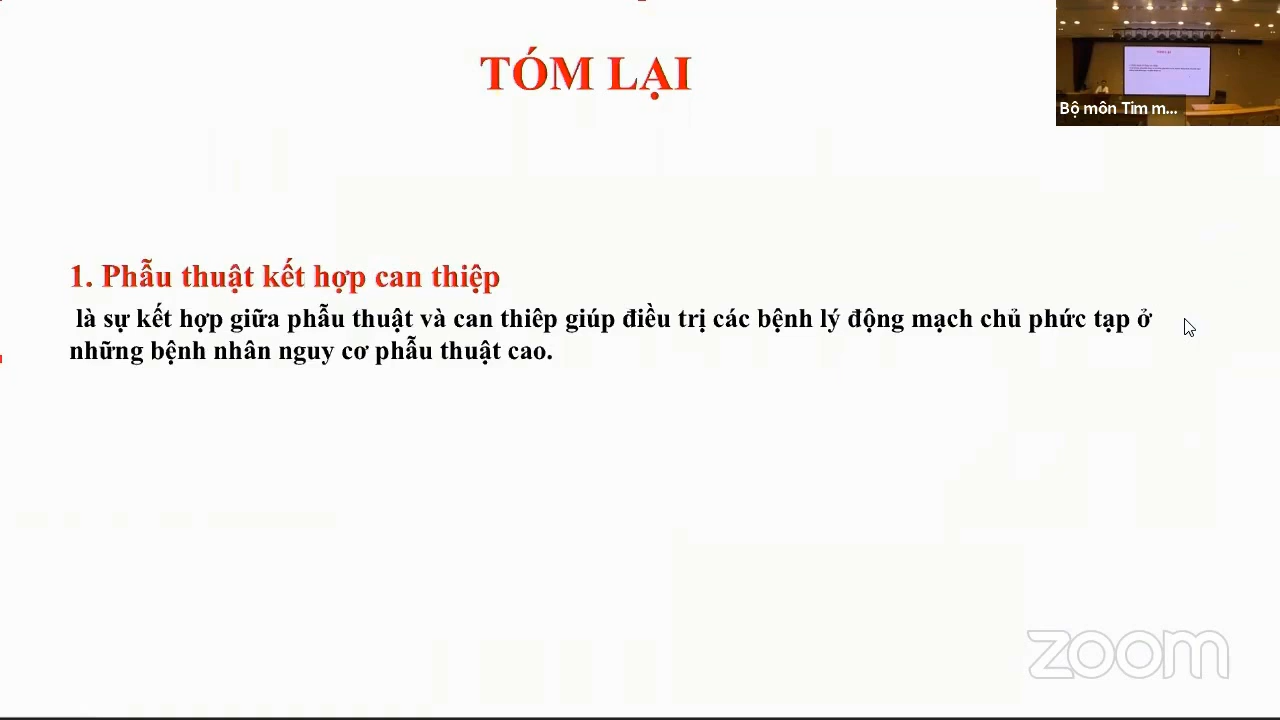 TÓM LẠI
Bộ môn Tim m...
1. Phẫu thuật kết hợp can thiệp
là sự kết hợp giữa phẫu thuật và can thiêp giúp điều trị các bệnh lý động mạch chủ phức tạp ở
những bệnh nhân nguy cơ phẫu thuật cao.
zoom